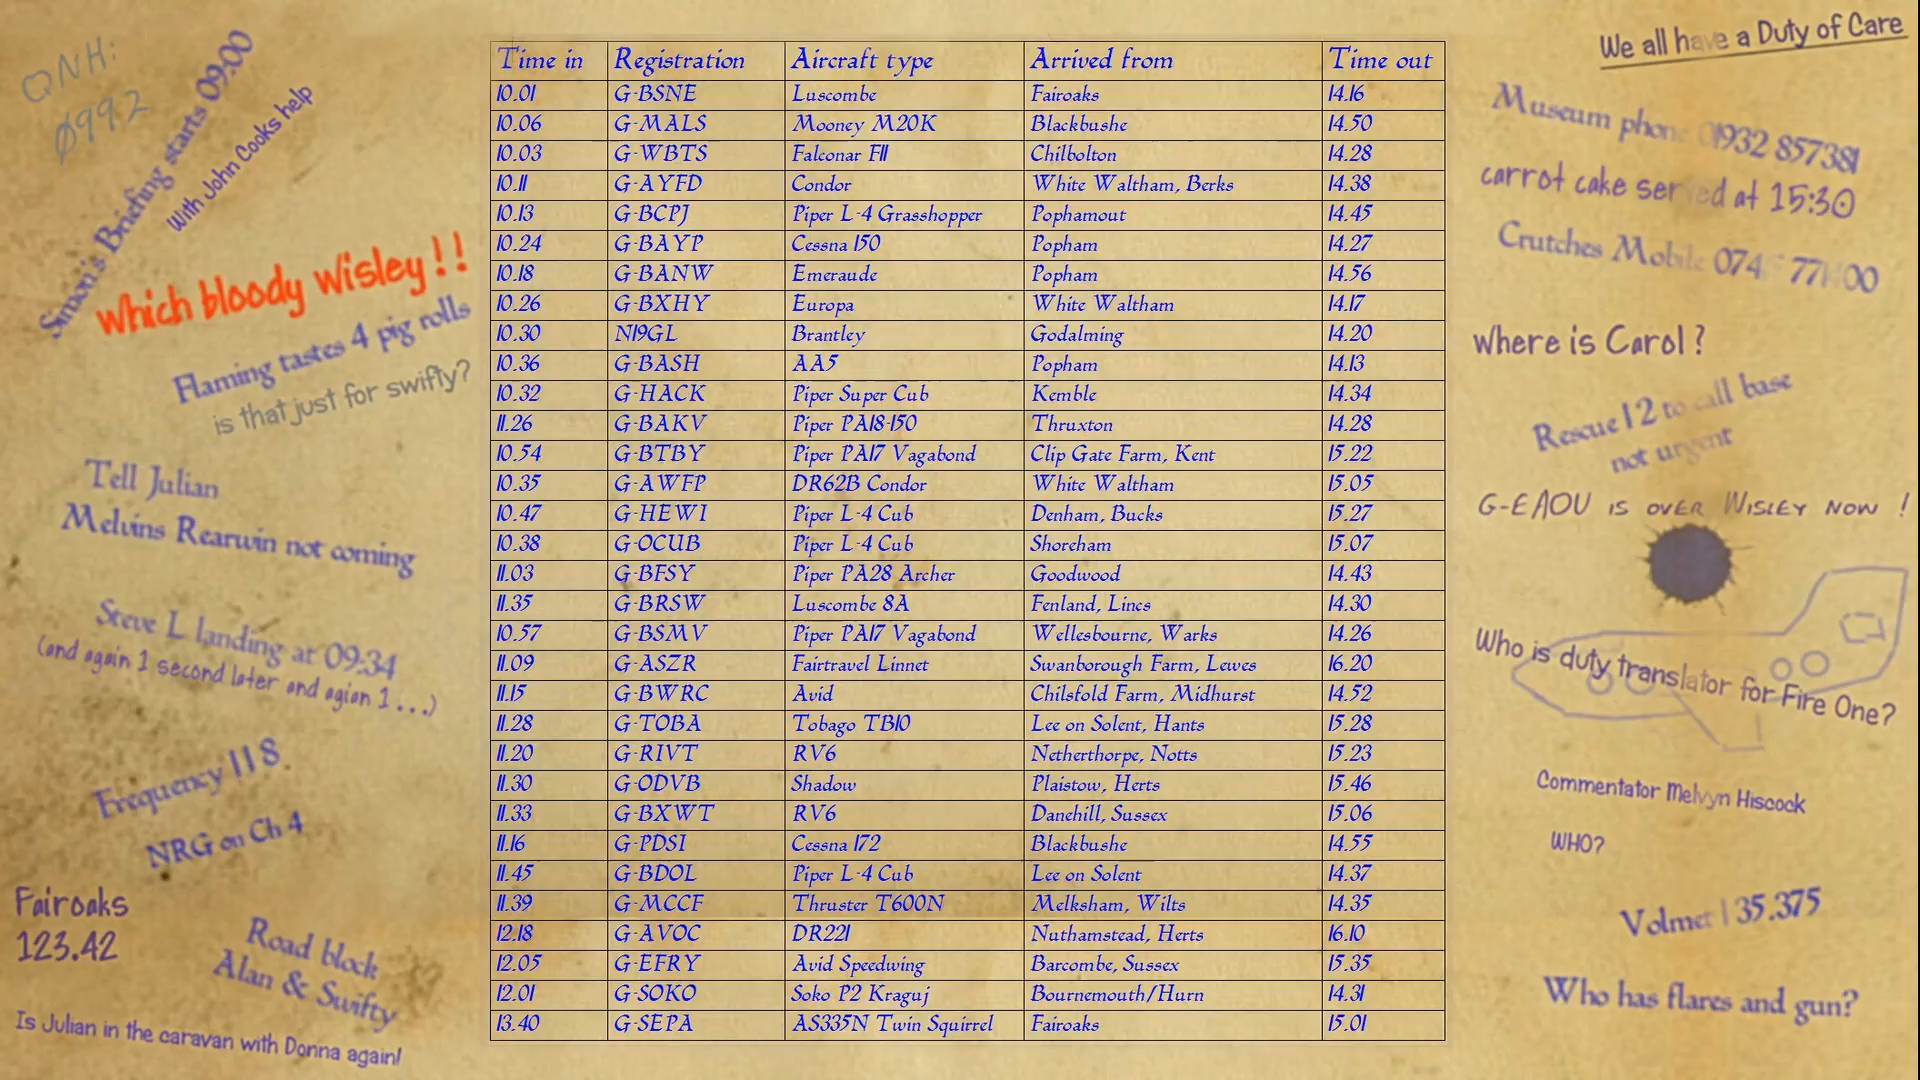 QNH:
0992
Simon's Briefing starts 09:00
With John Cooks help
Which bloody Wisley!!
Flaming tastes 4 pig rolls
is that just for swifty?
Tell Julian
Melvins Rearwin not coming
Steve L landing at 09:34
(and again 1 second later and agian 1 . . .)
Frequency 118
NRG on Ch 4
Fairoaks
123.42
Road block
Alan & Swifty
Is Julian in the caravan with Donna again!
Time in Registration Aircraft type Arrived from Time out
10.01 G-BSNE Luscombe Fairoaks 14.16
10.06 G-MALS Mooney M20K Blackbushe 14.50
10.03 G-WBTS Falconar F11 Chilbolton 14.28
10.11 G-AYFD Condor White Waltham, Berks 14.38
10.13 G-BCPJ Piper L-4 Grasshopper Pophamout 14.45
10.24 G-BAYP Cessna 150 Popham 14.27
10.18 G-BANW Emeraude Popham 14.56
10.26 G-BXHY Europa White Waltham 14.17
10.30 N19GL Brantley Godalming 14.20
10.36 G-BASH AA5 Popham 14.13
10.32 G-HACK Piper Super Cub Kemble 14.34
11.26 G-BAKV Piper PA18-150 Thruxton 14.28
10.54 G-BTBY Piper PA17 Vagabond Clip Gate Farm, Kent 15.22
10.35 G-AWFP DR62B Condor White Waltham 15.05
10.47 G-HEWI Piper L-4 Cub Denham, Bucks 15.27
10.38 G-OCUB Piper L-4 Cub Shoreham 15.07
11.03 G-BFSY Piper PA28 Archer Goodwood 14.43
11.35 G-BRSW Luscombe 8A Fenland, Lincs 14.30
10.57 G-BSMV Piper PA17 Vagabond Wellesbourne, Warks 14.26
11.09 G-ASZR Fairtravel Linnet Swanborough Farm, Lewes 16.20
11.15 G-BWRC Avid Chilsfold Farm, Midhurst 14.52
11.28 G-TOBA Tobago TB10 Lee on Solent, Hants 15.28
11.20 G-RIVT RV6 Netherthorpe, Notts 15.23
11.30 G-ODVB Shadow Plaistow, Herts 15.46
11.33 G-BXWT RV6 Danehill, Sussex 15.06
11.16 G-PDSI Cessna 172 Blackbushe 14.55
11.45 G-BDOL Piper L-4 Cub Lee on Solent 14.37
11.39 G-MCCF Thruster T600N Melksham, Wilts 14.35
12.18 G-AVOC DR221 Nuthamstead, Herts 16.10
12.05 G-EFRY Avid Speedwing Barcombe, Sussex 15.35
12.01 G-SOKO Soko P2 Kraguj Bournemouth/Hurn 14.31
13.40 G-SEPA AS335N Twin Squirrel Fairoaks 15.01
We all have a Duty of Care
Museum phone 01932 857381
carrot cake served at 15:30
Crutches Mobile
where is Carol ?
Rescue 12 to call base
not urgent
G-EAOU IS OVER WISLEY NOW !
Who is duty translator for Fire One?
Commentator Melvyn Hiscock
WHO?
Volmet 135.375
Who has flares and gun?